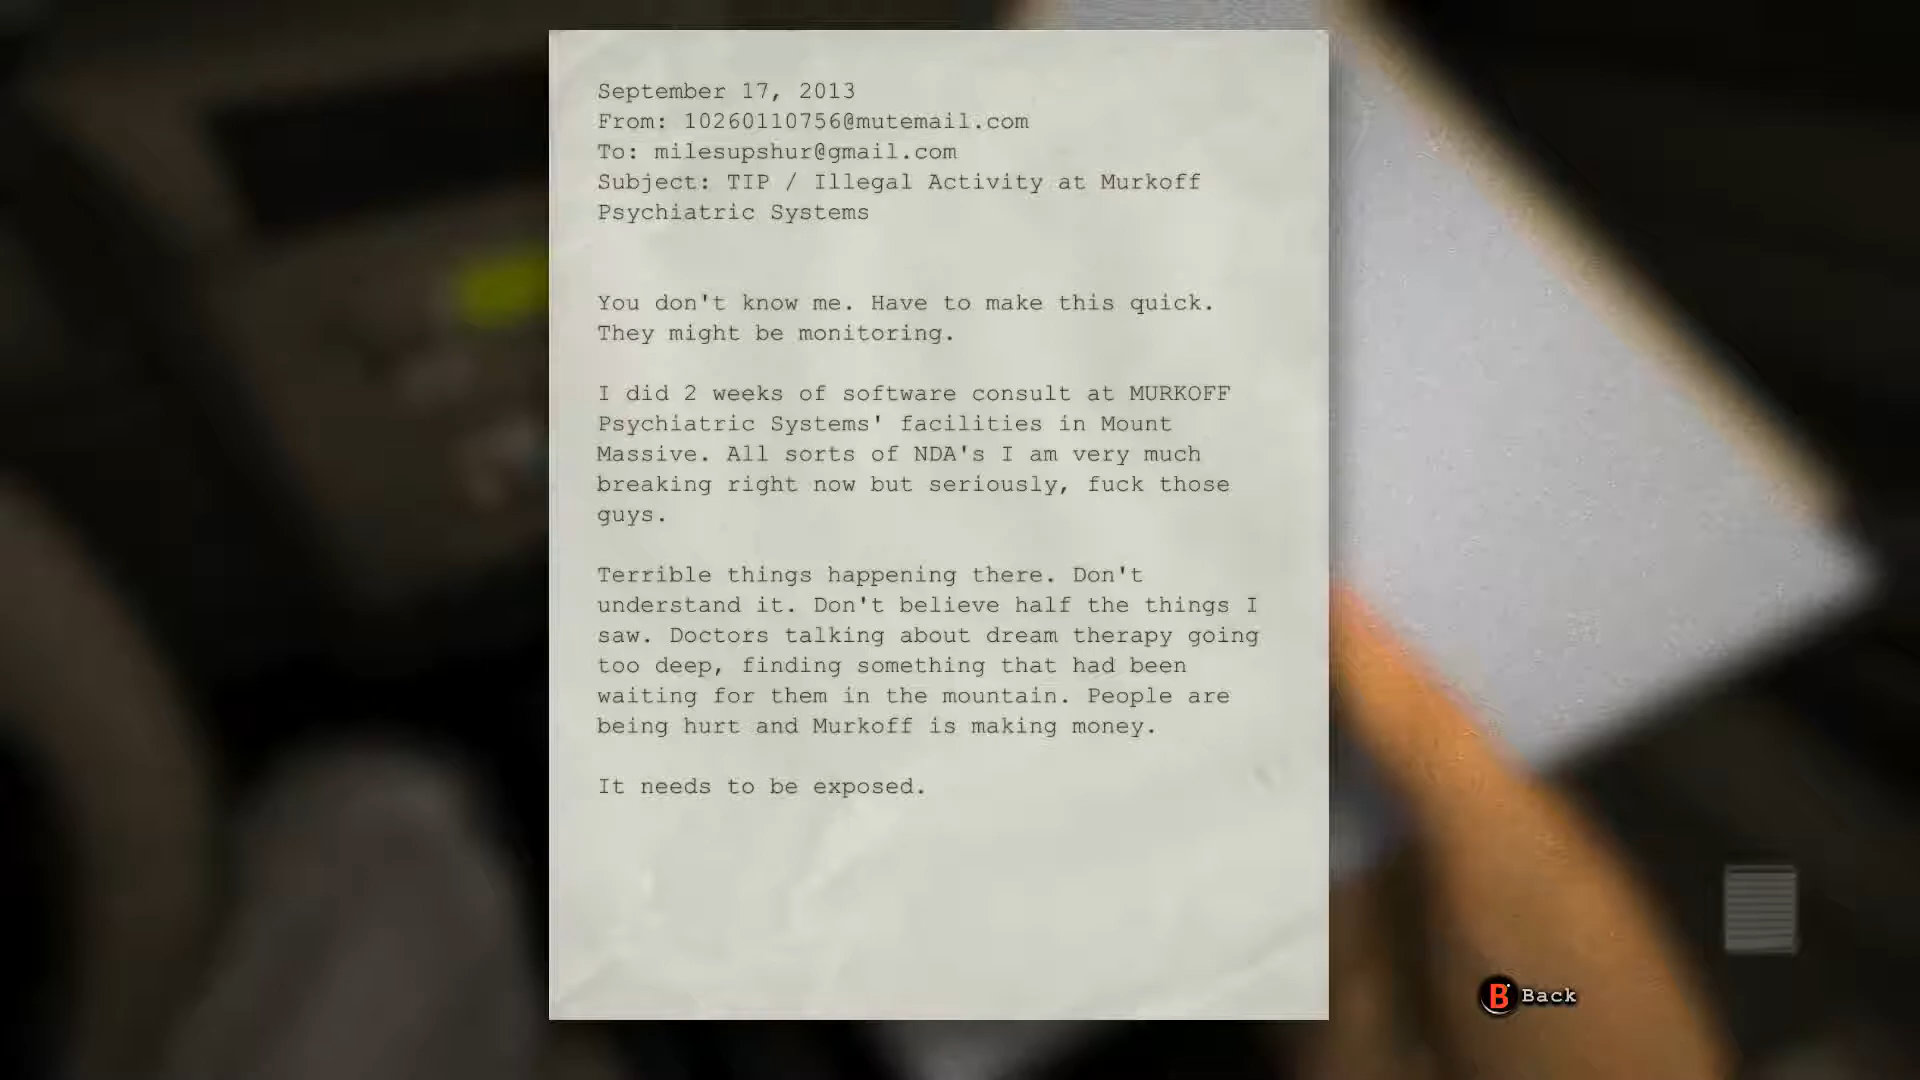 September 17, 2013
From: 10260110756@mutemail.com
To: milesupshur@gmail.com
Subject: TIP / Illegal Activity at Murkoff
Psychiatric Systems
You don't know me. Have to make this quick.
They might be monitoring.
I did 2 weeks of software consult at MURKOFF
Psychiatric Systems' facilities in Mount
Massive. All sorts of NDA's I am very much
breaking right now but seriously, fuck those
guys.
Terrible things happening there. Don't
understand it. Don't believe half the things I
saw. Doctors talking about dream therapy going
too deep, finding something that had been
waiting for them in the mountain. People are
being hurt and Murkoff is making money.
It needs to be exposed.
B Back